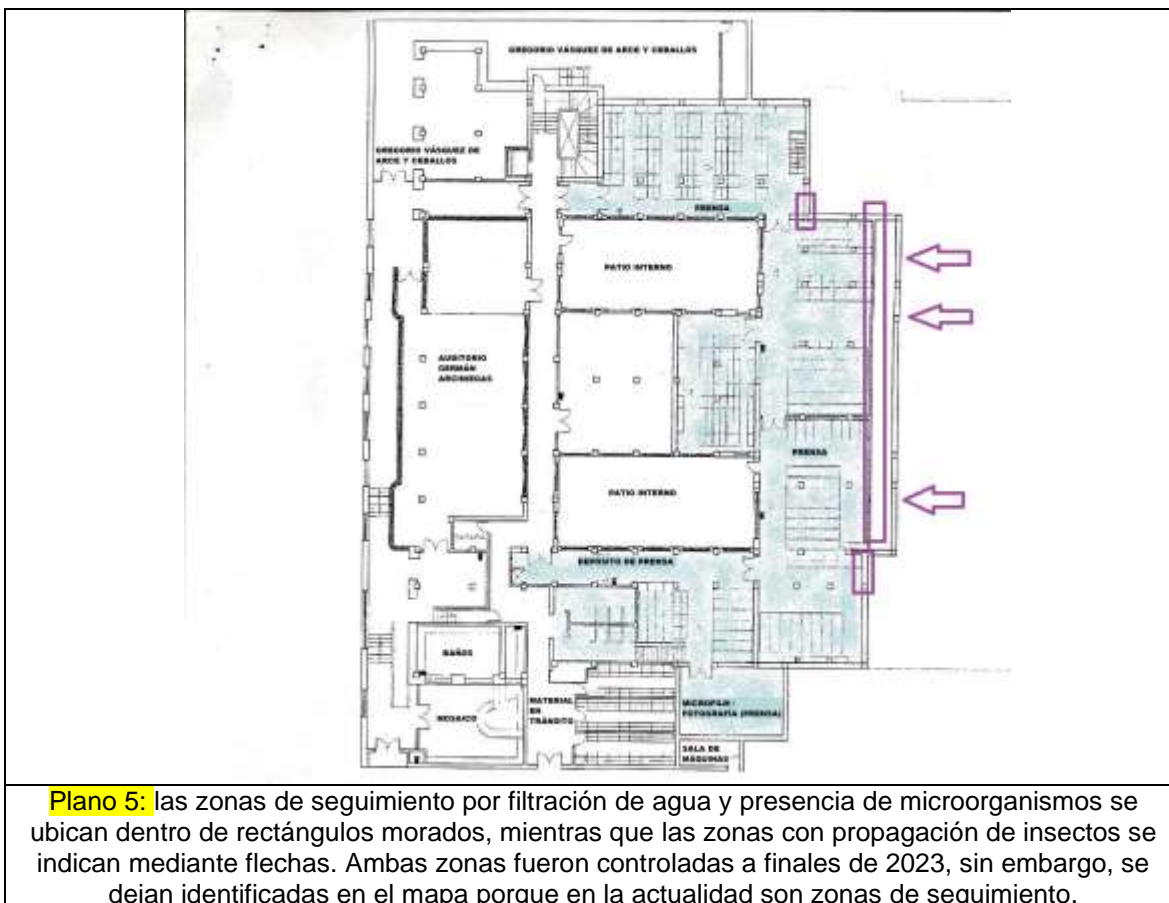 GREGORIO VÁSQUEZ DE ARCE Y CEBALLOS
GREGORIO VÁSQUEZ DE
ARCE Y CEBALLOS
PRENSA
PATIO INTERNO
AUDITORIO
GERMÁN
ARCINIEGAS
PRENSA
PATIO INTERNO
DEPÓSITO DE PRENSA
BAÑOS
MATERIAL
EN
TRÁNSITO
MICROFILM /
FOTOGRAFÍA (PRENSA)
MOSAICO
SALA DE
MÁQUINAS
Plano 5: las zonas de seguimiento por filtración de agua y presencia de microorganismos se
ubican dentro de rectángulos morados, mientras que las zonas con propagación de insectos se
indican mediante flechas. Ambas zonas fueron controladas a finales de 2023, sin embargo, se
dejan identificadas en el mapa porque en la actualidad son zonas de seguimiento.